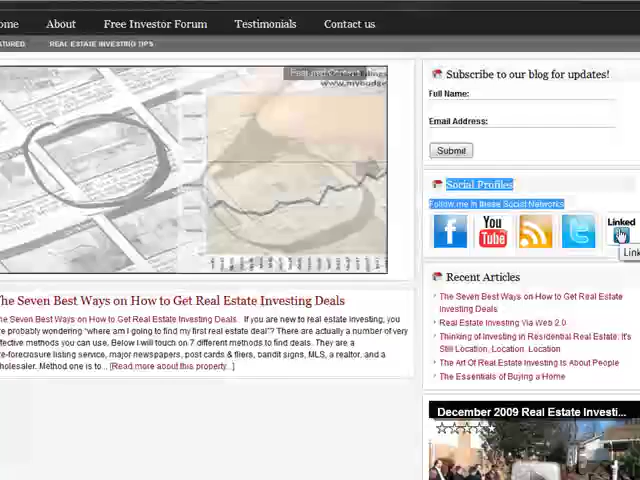 ome About Free Investor Forum Testimonials Contact us
ATURED REAL ESTATE INVESTING TIPS
Featured Content
Subscribe to our blog for updates!
Full Name:
Email Address:
Submit
Social Profiles
Follow me in these Social Networks
f You Tube t Linked
Link
he Seven Best Ways on How to Get Real Estate Investing Deals
he Seven Best Ways on How to Get Real Estate Investing Deals If you are new to real estate investing, you
re probably wondering "where am I going to find my first real estate deal"? There are actually a number of very
ffective methods you can use. Below I will touch on 7 different methods to find deals. They are a
re-foreclosure listing service, major newspapers, post cards & fliers, bandit signs, MLS, a realtor, and a
holesaler. Method one is to... [Read more about this property...]
Recent Articles
The Seven Best Ways on How to Get Real Estate
Investing Deals
Real Estate Investing Via Web 2.0
Thinking of Investing in Residential Real Estate. It's
Still Location, Location, Location
The Art Of Real Estate Investing Is About People
The Essentials of Buying a Home
December 2009 Real Estate Investi...